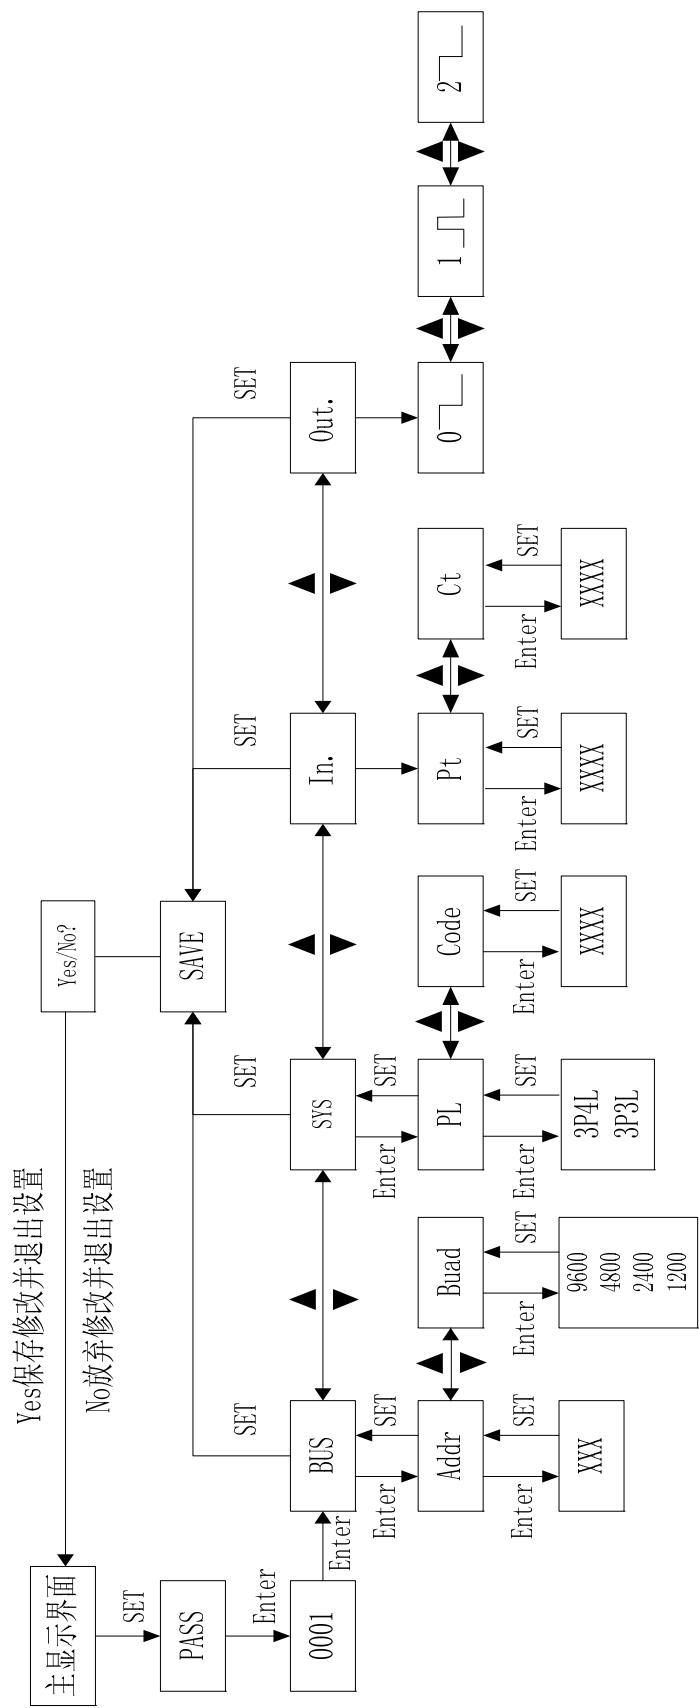 Yes保存修改并退出设置
No放弃修改并退出设置
主显示界面
Yes/No?
SET
PASS
SAVE
Enter
0001
Enter
SET
SET
SET
SET
BUS
SYS
In.
Out.
Enter
SET
Enter
SET
Addr
Buad
PL
Code
Pt
Ct
0
1
2
Enter
SET
Enter
SET
Enter
SET
Enter
SET
Enter
SET
Enter
SET
XXX
9600
4800
2400
1200
3P4L
3P3L
XXXX
XXXX
XXXX